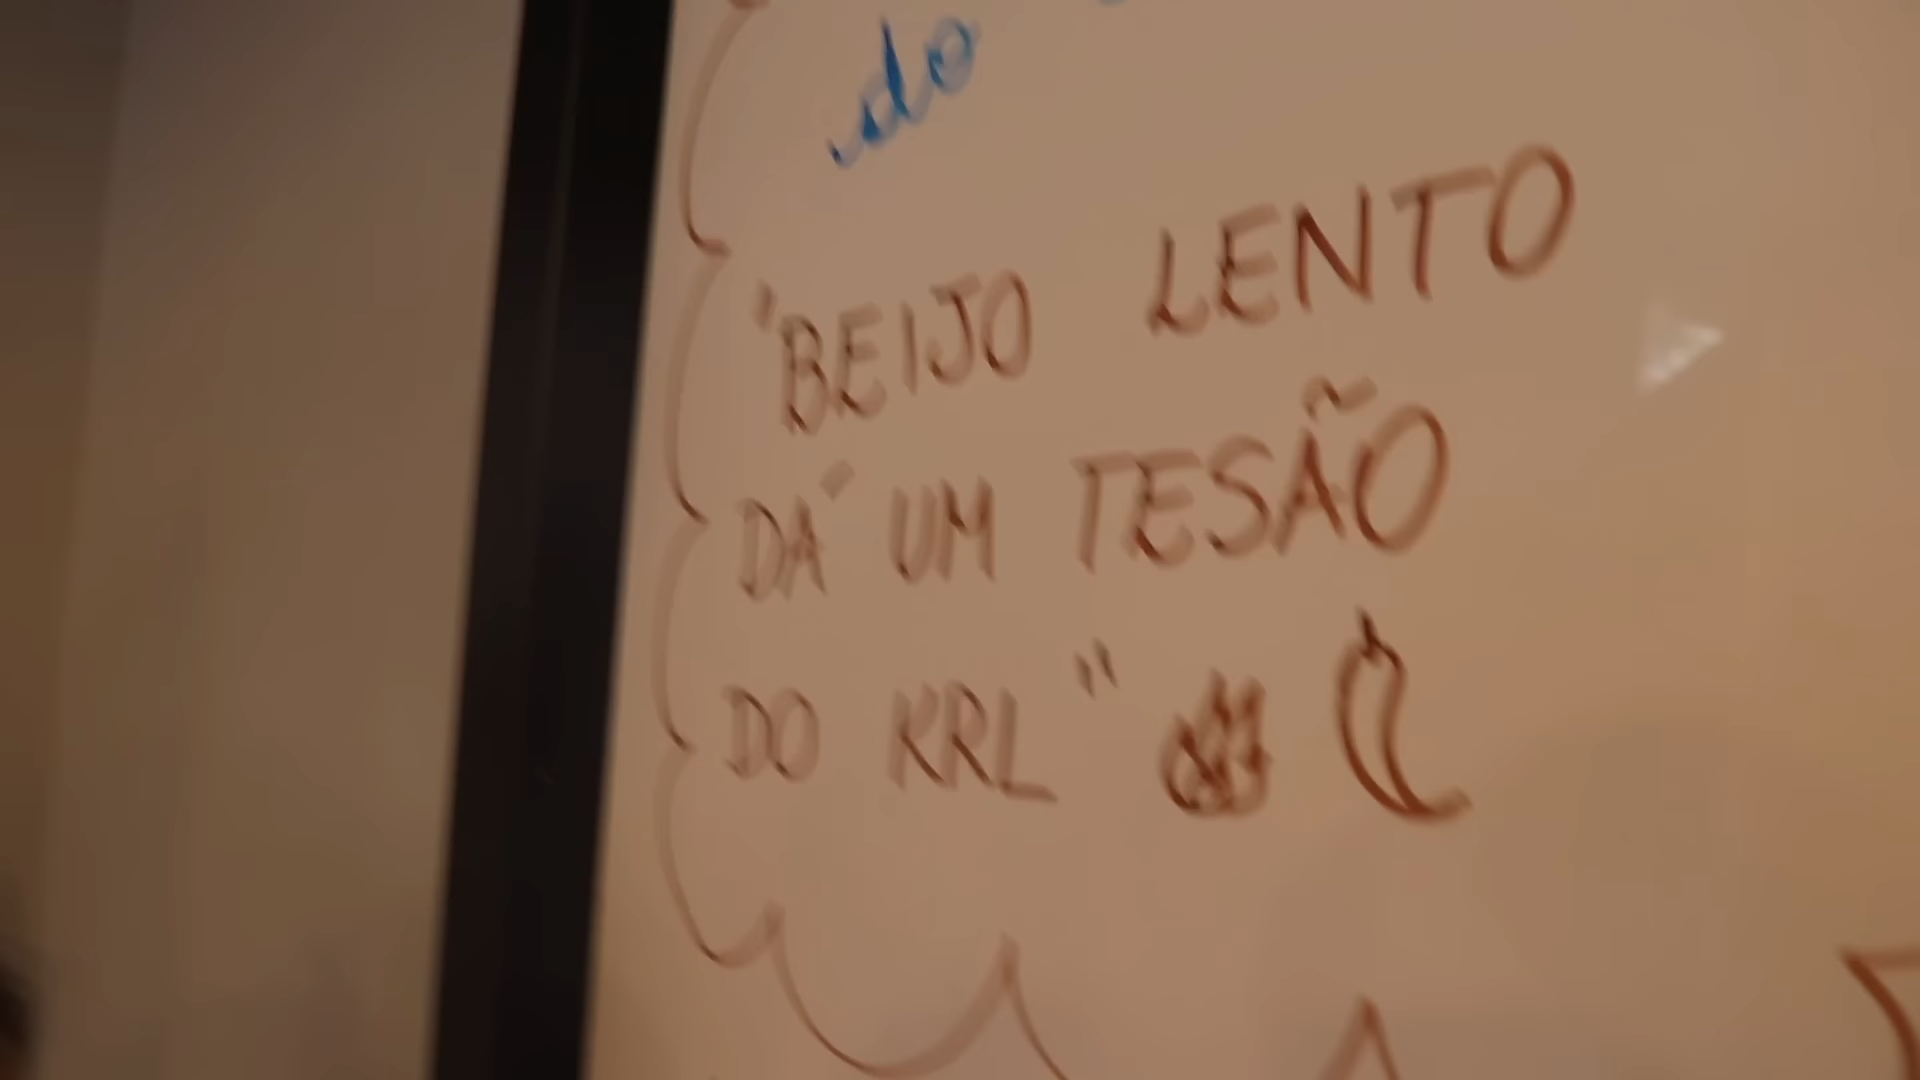 do
"BEIJO LENTO
DÁ UM TESÃO
DO KRL"